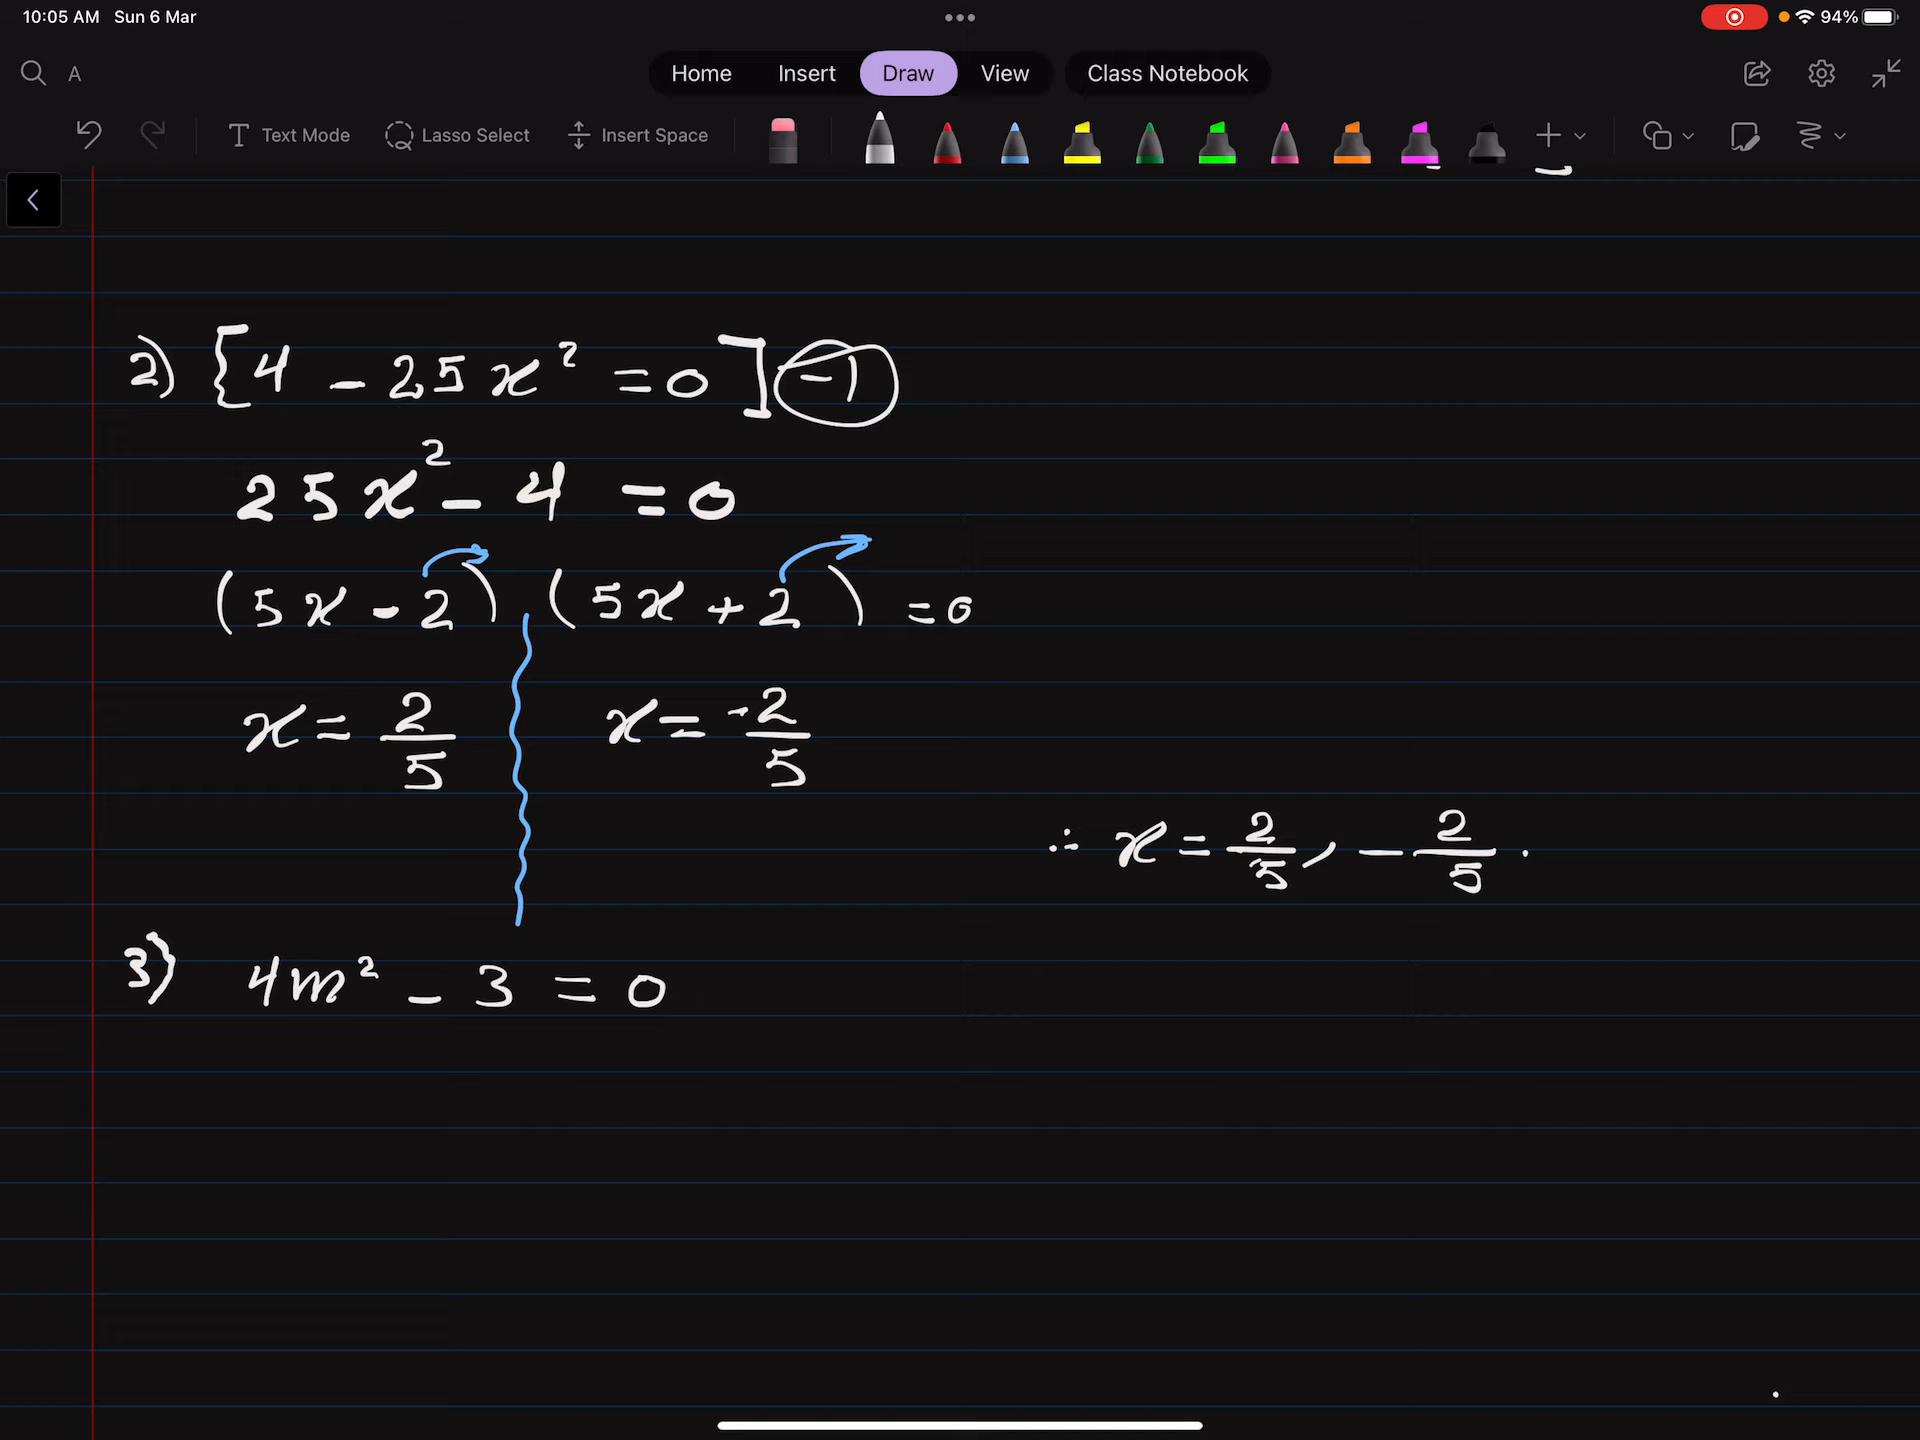 10:05 AM Sun 6 Mar 94%
A Home Insert Draw View Class Notebook
Text Mode Lasso Select Insert Space
2) [4 - 25x² = 0] -1
25x² - 4 = 0
(5x - 2) (5x + 2) = 0
x = 2/5 x = -2/5
∴ x = 2/5, - 2/5.
3) 4m² - 3 = 0